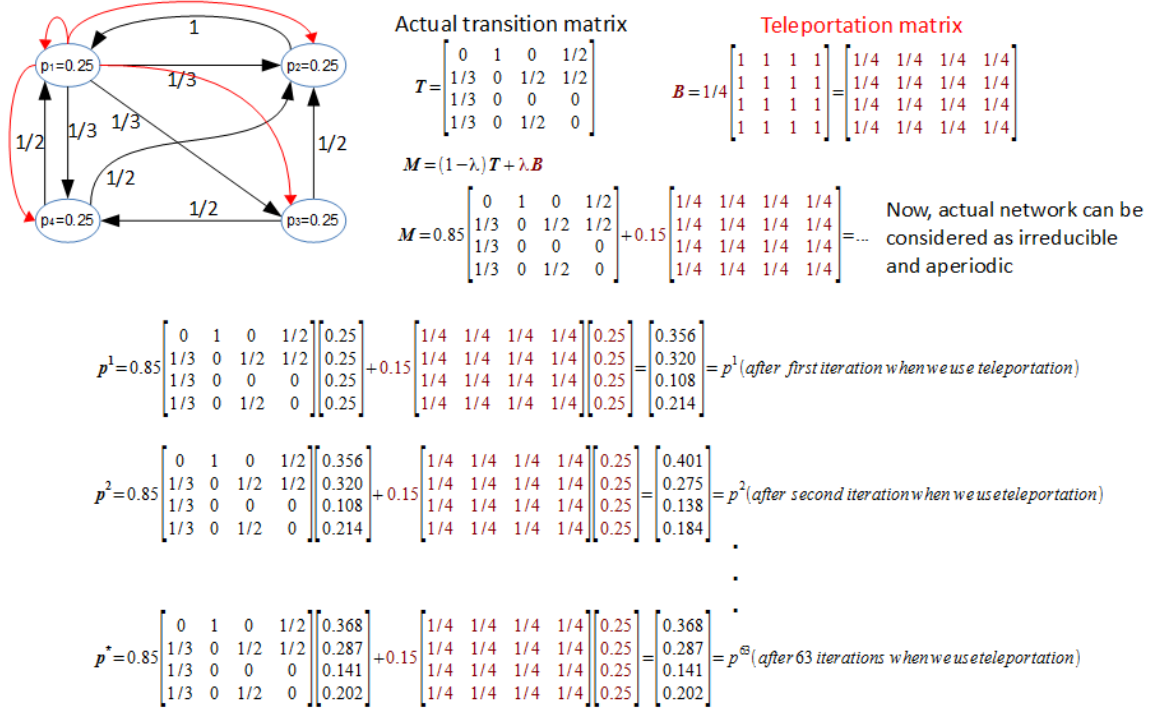 Actual transition matrix
Teleportation matrix
1
p₁=0.25
1/3
p₂=0.25
1/2
1/3
1/3
1/2
1/2
p₄=0.25
1/2
p₃=0.25
T=[0 1 0 1/2
1/3 0 1/2 1/2
1/3 0 0 0
1/3 0 1/2 0]
B=1/4[1 1 1 1
1 1 1 1
1 1 1 1
1 1 1 1]=[1/4 1/4 1/4 1/4
1/4 1/4 1/4 1/4
1/4 1/4 1/4 1/4
1/4 1/4 1/4 1/4]
M=(1−λ)T+λB
M=0.85[0 1 0 1/2
1/3 0 1/2 1/2
1/3 0 0 0
1/3 0 1/2 0]+0.15[1/4 1/4 1/4 1/4
1/4 1/4 1/4 1/4
1/4 1/4 1/4 1/4
1/4 1/4 1/4 1/4]=...
Now, actual network can be
considered as irreducible
and aperiodic
p¹=0.85[0 1 0 1/2
1/3 0 1/2 1/2
1/3 0 0 0
1/3 0 1/2 0][0.25
0.25
0.25
0.25]+0.15[1/4 1/4 1/4 1/4
1/4 1/4 1/4 1/4
1/4 1/4 1/4 1/4
1/4 1/4 1/4 1/4][0.25
0.25
0.25
0.25]=[0.356
0.320
0.108
0.214]=p¹(after first iteration when we use teleportation)
p²=0.85[0 1 0 1/2
1/3 0 1/2 1/2
1/3 0 0 0
1/3 0 1/2 0][0.356
0.320
0.108
0.214]+0.15[1/4 1/4 1/4 1/4
1/4 1/4 1/4 1/4
1/4 1/4 1/4 1/4
1/4 1/4 1/4 1/4][0.25
0.25
0.25
0.25]=[0.401
0.275
0.138
0.184]=p²(after second iteration when we use teleportation)
.
.
.
p*=0.85[0 1 0 1/2
1/3 0 1/2 1/2
1/3 0 0 0
1/3 0 1/2 0][0.368
0.287
0.141
0.202]+0.15[1/4 1/4 1/4 1/4
1/4 1/4 1/4 1/4
1/4 1/4 1/4 1/4
1/4 1/4 1/4 1/4][0.25
0.25
0.25
0.25]=[0.368
0.287
0.141
0.202]=p⁶³(after 63 iterations when we use teleportation)